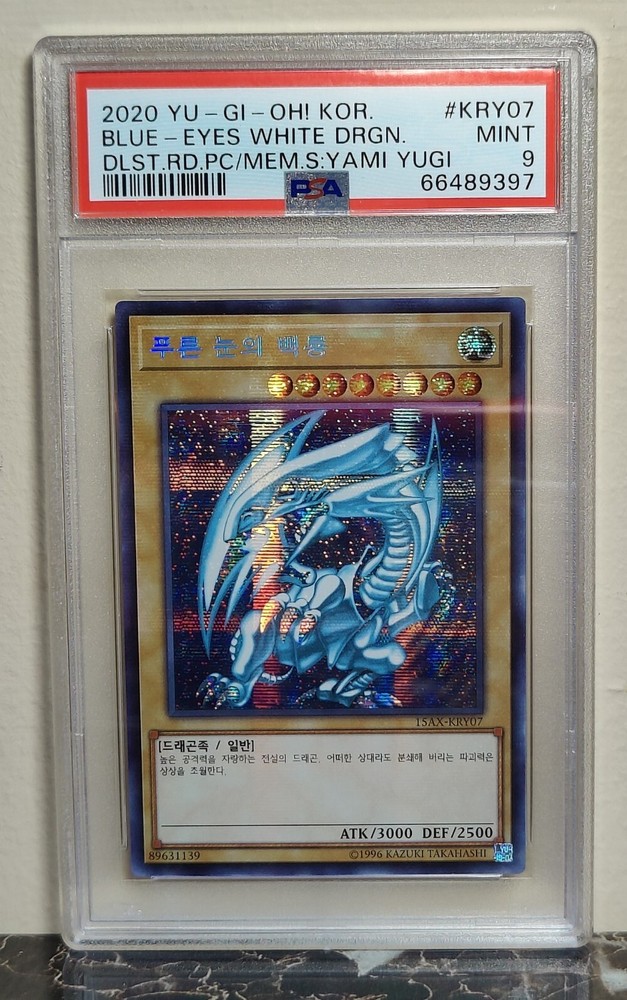 2020 YU-GI-OH! KOR. #KRY07
BLUE-EYES WHITE DRGN. MINT
DLST.RD.PC/MEM.S:YAMI YUGI 9
PSA 66489397
푸른 눈의 백룡
15AX-KRY07
[드래곤족 / 일반]
높은 공격력을 자랑하는 전설의 드래곤. 어떠한 상대라도 분쇄해 버리는 파괴력은
상상을 초월한다.
ATK/3000 DEF/2500
89631139 ©1996 KAZUKI TAKAHASHI